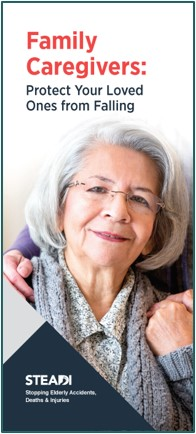 Family
Caregivers:
Protect Your Loved
Ones from Falling
STEADI
Stopping Elderly Accidents,
Deaths & Injuries